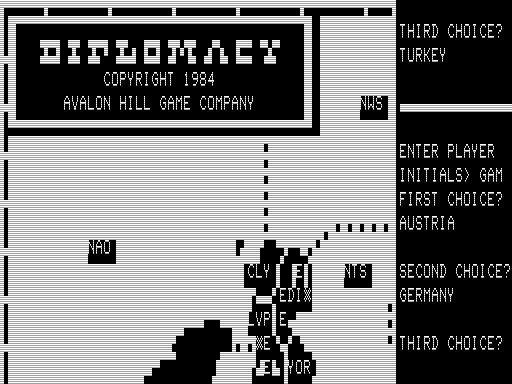 DIPLOMACY
COPYRIGHT 1984
AVALON HILL GAME COMPANY
NWS
NAO
CLY E
NTS
EDI
VP E
E
E YOR
THIRD CHOICE?
TURKEY
ENTER PLAYER
INITIALS> GAM
FIRST CHOICE?
AUSTRIA
SECOND CHOICE?
GERMANY
THIRD CHOICE?